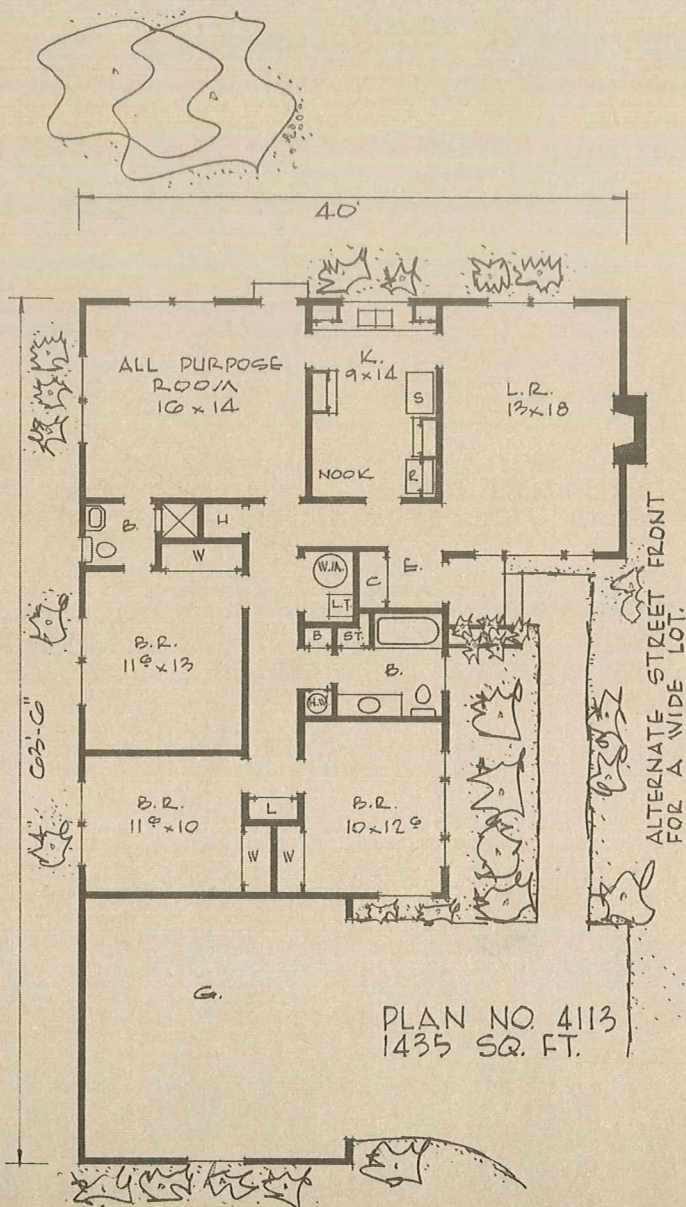 40'
ALL PURPOSE
ROOM
16 x 14
K.
9 x 14
S
L.R.
13 x 18
NOOK
R
B.
H
W
W.M.
L.T.
C
E.
B
ST.
B.
H.W.
B.R.
11⁶ x 13
63'-6"
B.R.
11⁶ x 10
L
W
W
B.R.
10 x 12⁶
G.
ALTERNATE STREET FRONT
FOR A WIDE LOT.
PLAN NO. 4113
1435 SQ. FT.